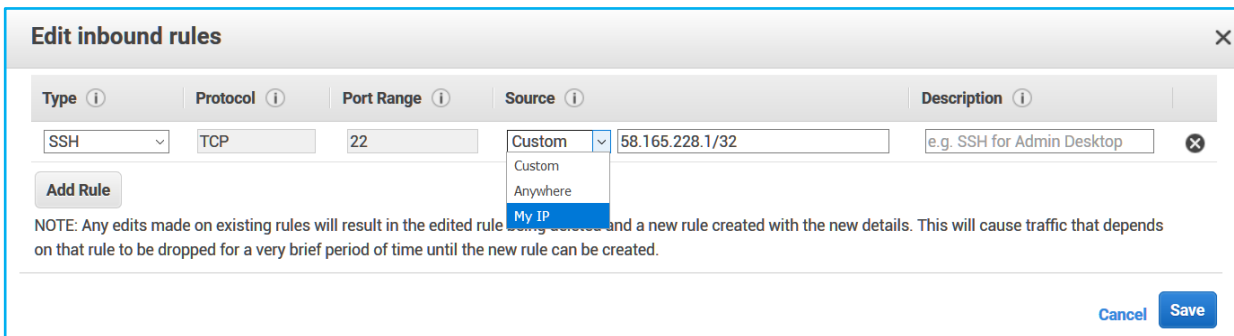 Edit inbound rules
Type Protocol Port Range Source Description
SSH TCP 22 Custom 58.165.228.1/32 e.g. SSH for Admin Desktop
Custom
Anywhere
My IP
Add Rule
NOTE: Any edits made on existing rules will result in the edited rule and a new rule created with the new details. This will cause traffic that depends
on that rule to be dropped for a very brief period of time until the new rule can be created.
Cancel Save